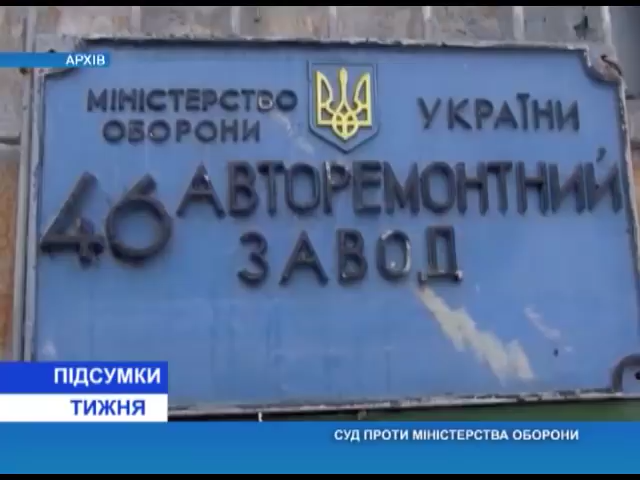 АРХІВ
МІНІСТЕРСТВО УКРАЇНИ
ОБОРОНИ
46 АВТОРЕМОНТНИЙ
ЗАВОД
ПІДСУМКИ
ТИЖНЯ
СУД ПРОТИ МІНІСТЕРСТВА ОБОРОНИ